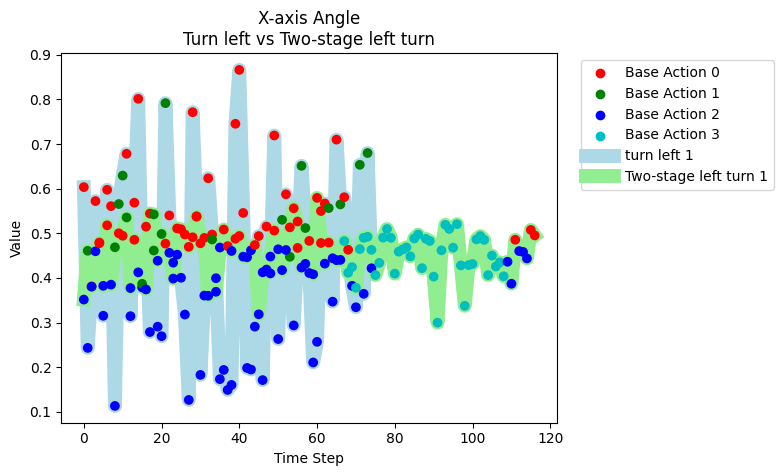 X-axis Angle
Turn left vs Two-stage left turn
Value
0.9
0.8
0.7
0.6
0.5
0.4
0.3
0.2
0.1
0 20 40 60 80 100 120
Time Step
Base Action 0
Base Action 1
Base Action 2
Base Action 3
turn left 1
Two-stage left turn 1